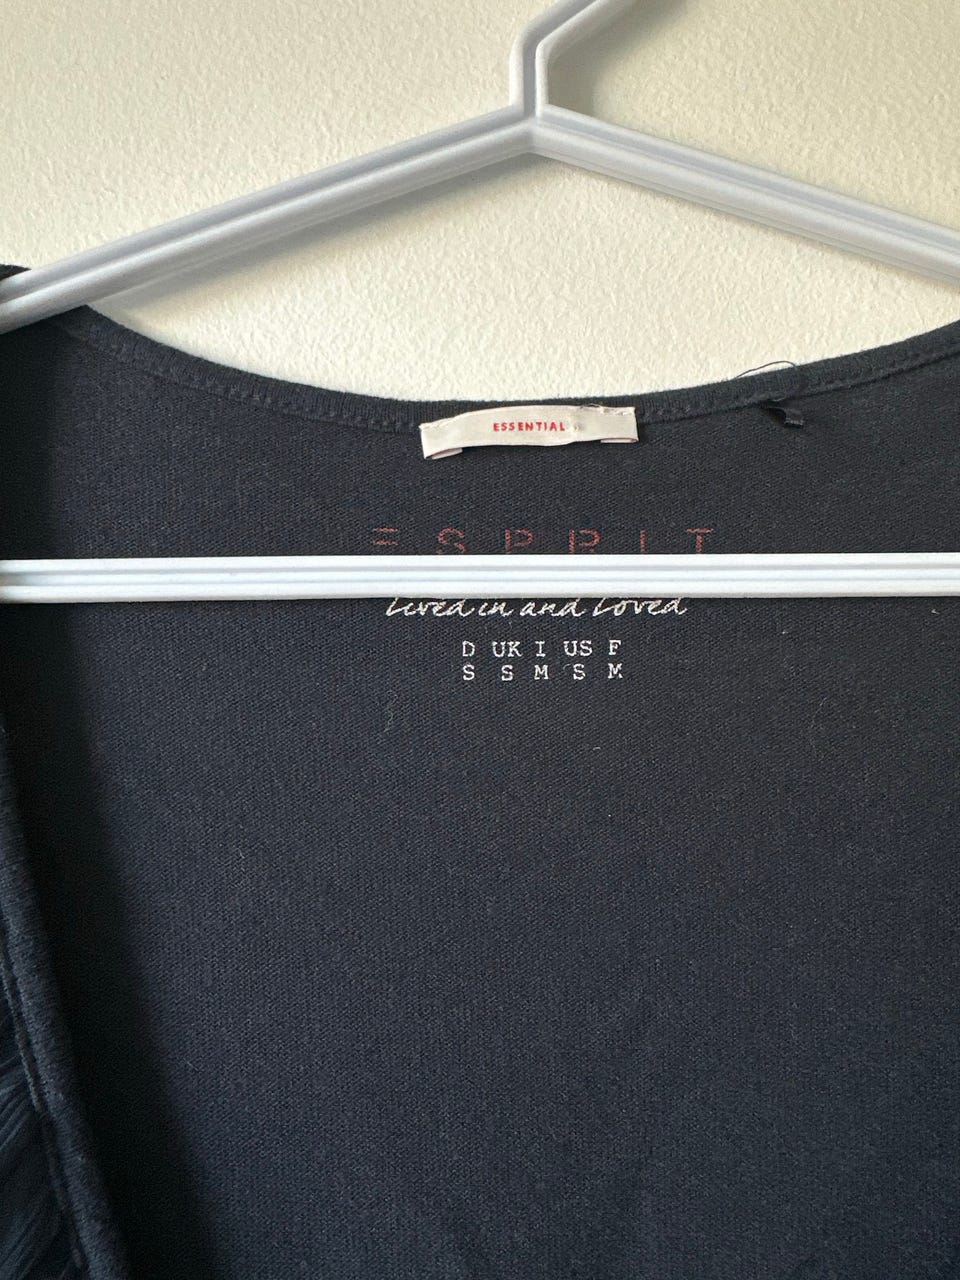 ESSENTIAL
ESPRIT
Lived in and Loved
D UK I US F
S S M S M